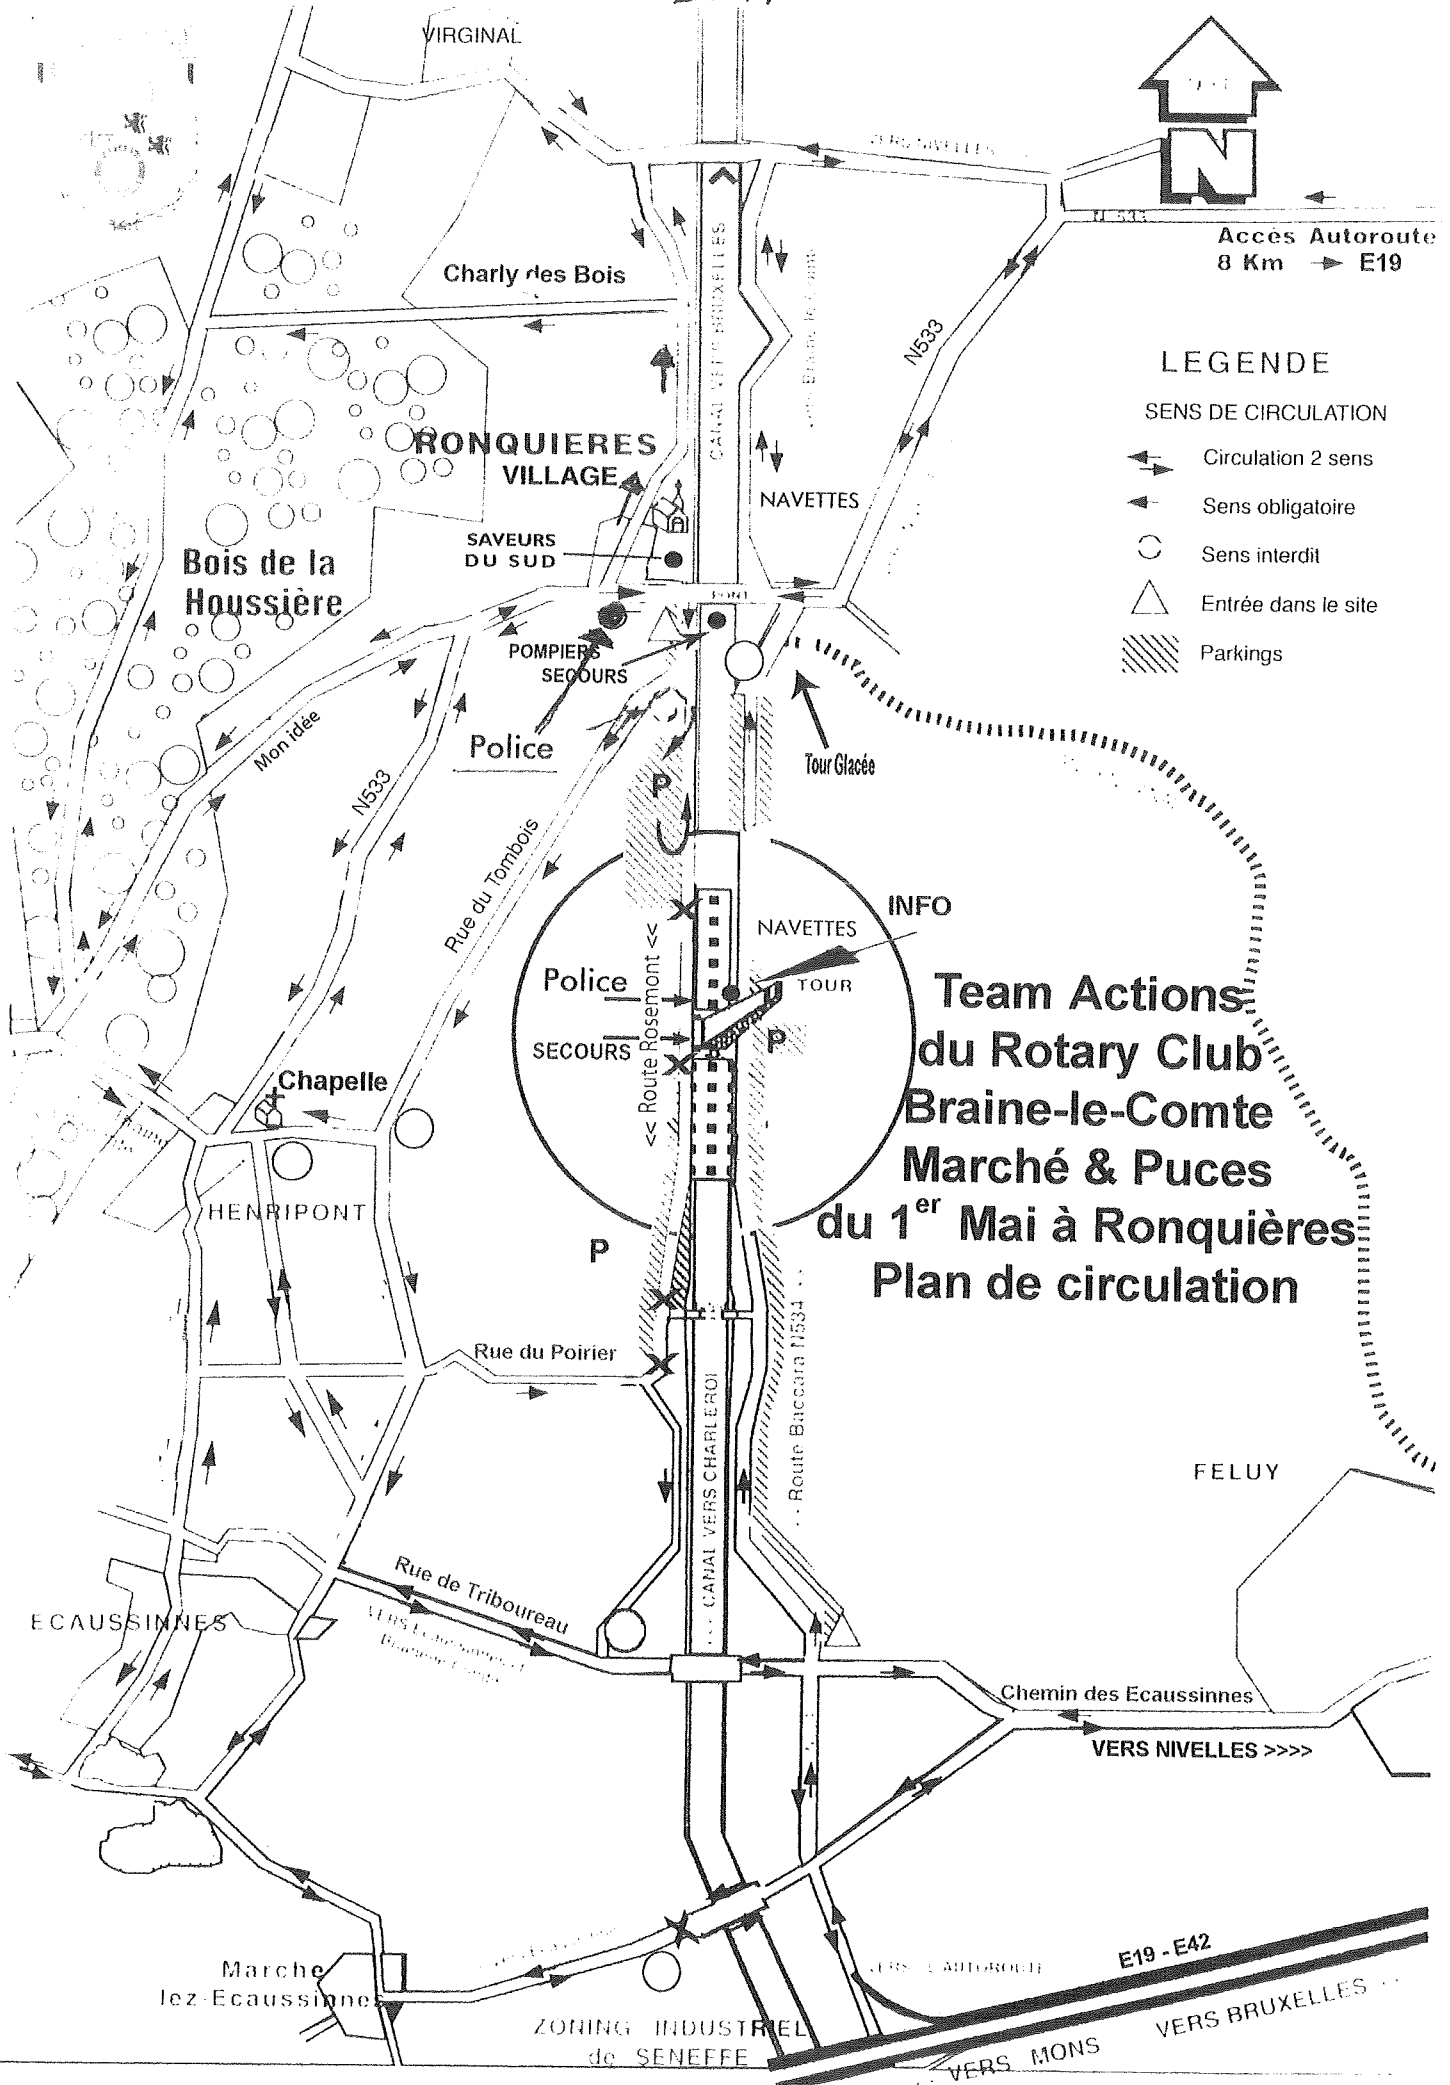 VIRGINAL
VERS NIVELLES
N
N 533
Accès Autoroute
8 Km E19
Charly des Bois
CANAL VERS BRUXELLES
N533
LEGENDE
SENS DE CIRCULATION
Circulation 2 sens
Sens obligatoire
Sens interdit
Entrée dans le site
Parkings
RONQUIERES
VILLAGE
NAVETTES
SAVEURS
DU SUD
Bois de la
Houssière
PONT
POMPIERS
SECOURS
Police
Tour Glacée
Mon idée
N533
P
Rue du Tombois
INFO
NAVETTES
<< Route Rosemont <<
Police
TOUR
SECOURS
P
Team Actions
du Rotary Club
Braine-le-Comte
Marché & Puces
du 1er Mai à Ronquières
Plan de circulation
Chapelle
HENRIPONT
P
Rue du Poirier
Route Baccara N534
CANAL VERS CHARLEROI
FELUY
Rue de Triboureau
ECAUSSINNES
Chemin des Ecaussinnes
VERS NIVELLES >>>>
Marche
lez-Ecaussinnes
VERS L'AUTOROUTE
E19 - E42
ZONING INDUSTRIEL
de SENEFFE
VERS MONS VERS BRUXELLES